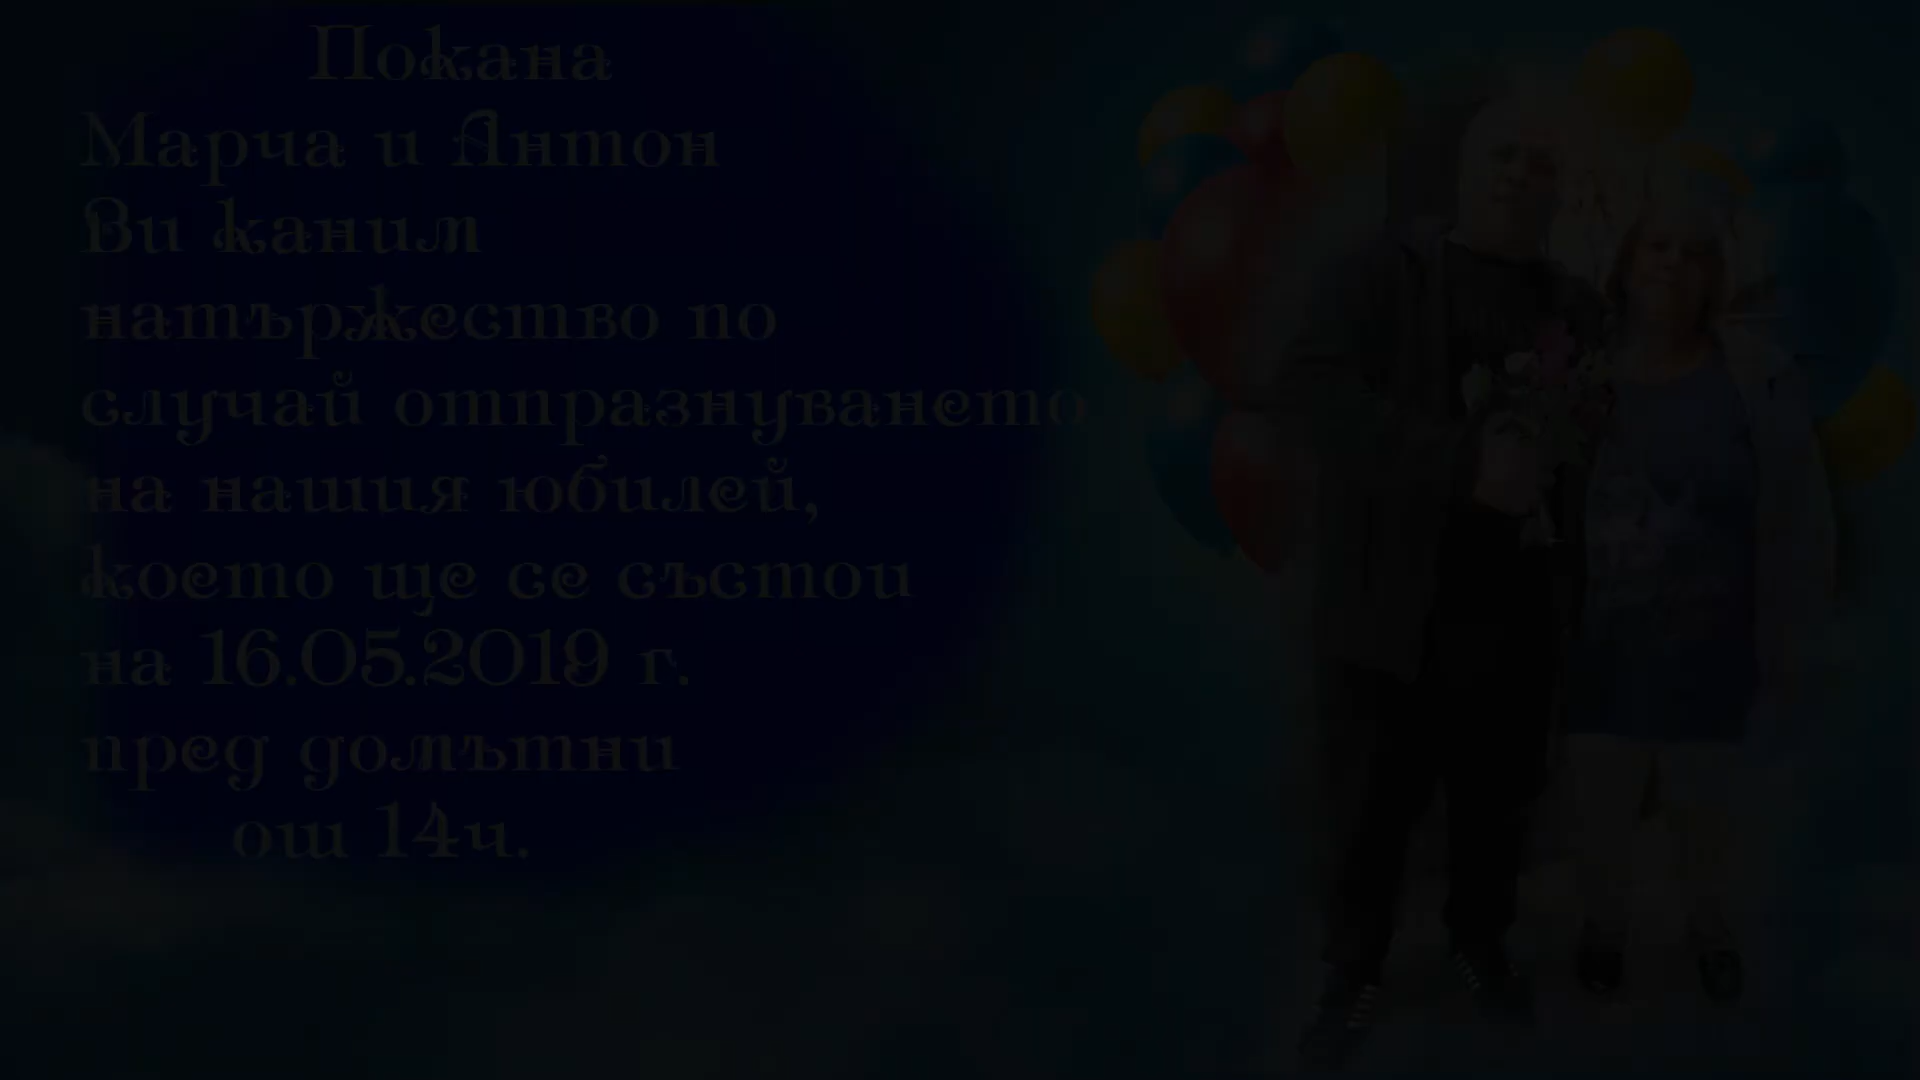 Покана
Марча и Антон
Ви каним
натържество по
случай отпразнуването
на нашия юбилей,
което ще се състои
на 16.05.2019 г.
пред домътни
ош 14ч.